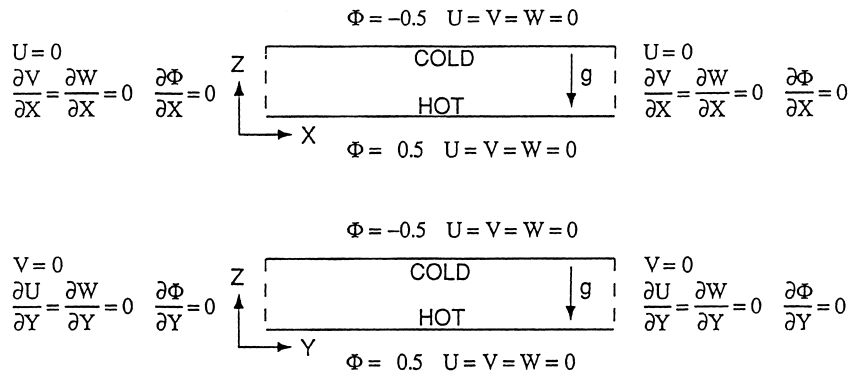 Φ = −0.5 U = V = W = 0
U = 0
∂V/∂X = ∂W/∂X = 0 ∂Φ/∂X = 0
Z
COLD
g
HOT
X
U = 0
∂V/∂X = ∂W/∂X = 0 ∂Φ/∂X = 0
Φ = 0.5 U = V = W = 0
Φ = −0.5 U = V = W = 0
V = 0
∂U/∂Y = ∂W/∂Y = 0 ∂Φ/∂Y = 0
Z
COLD
g
HOT
Y
V = 0
∂U/∂Y = ∂W/∂Y = 0 ∂Φ/∂Y = 0
Φ = 0.5 U = V = W = 0